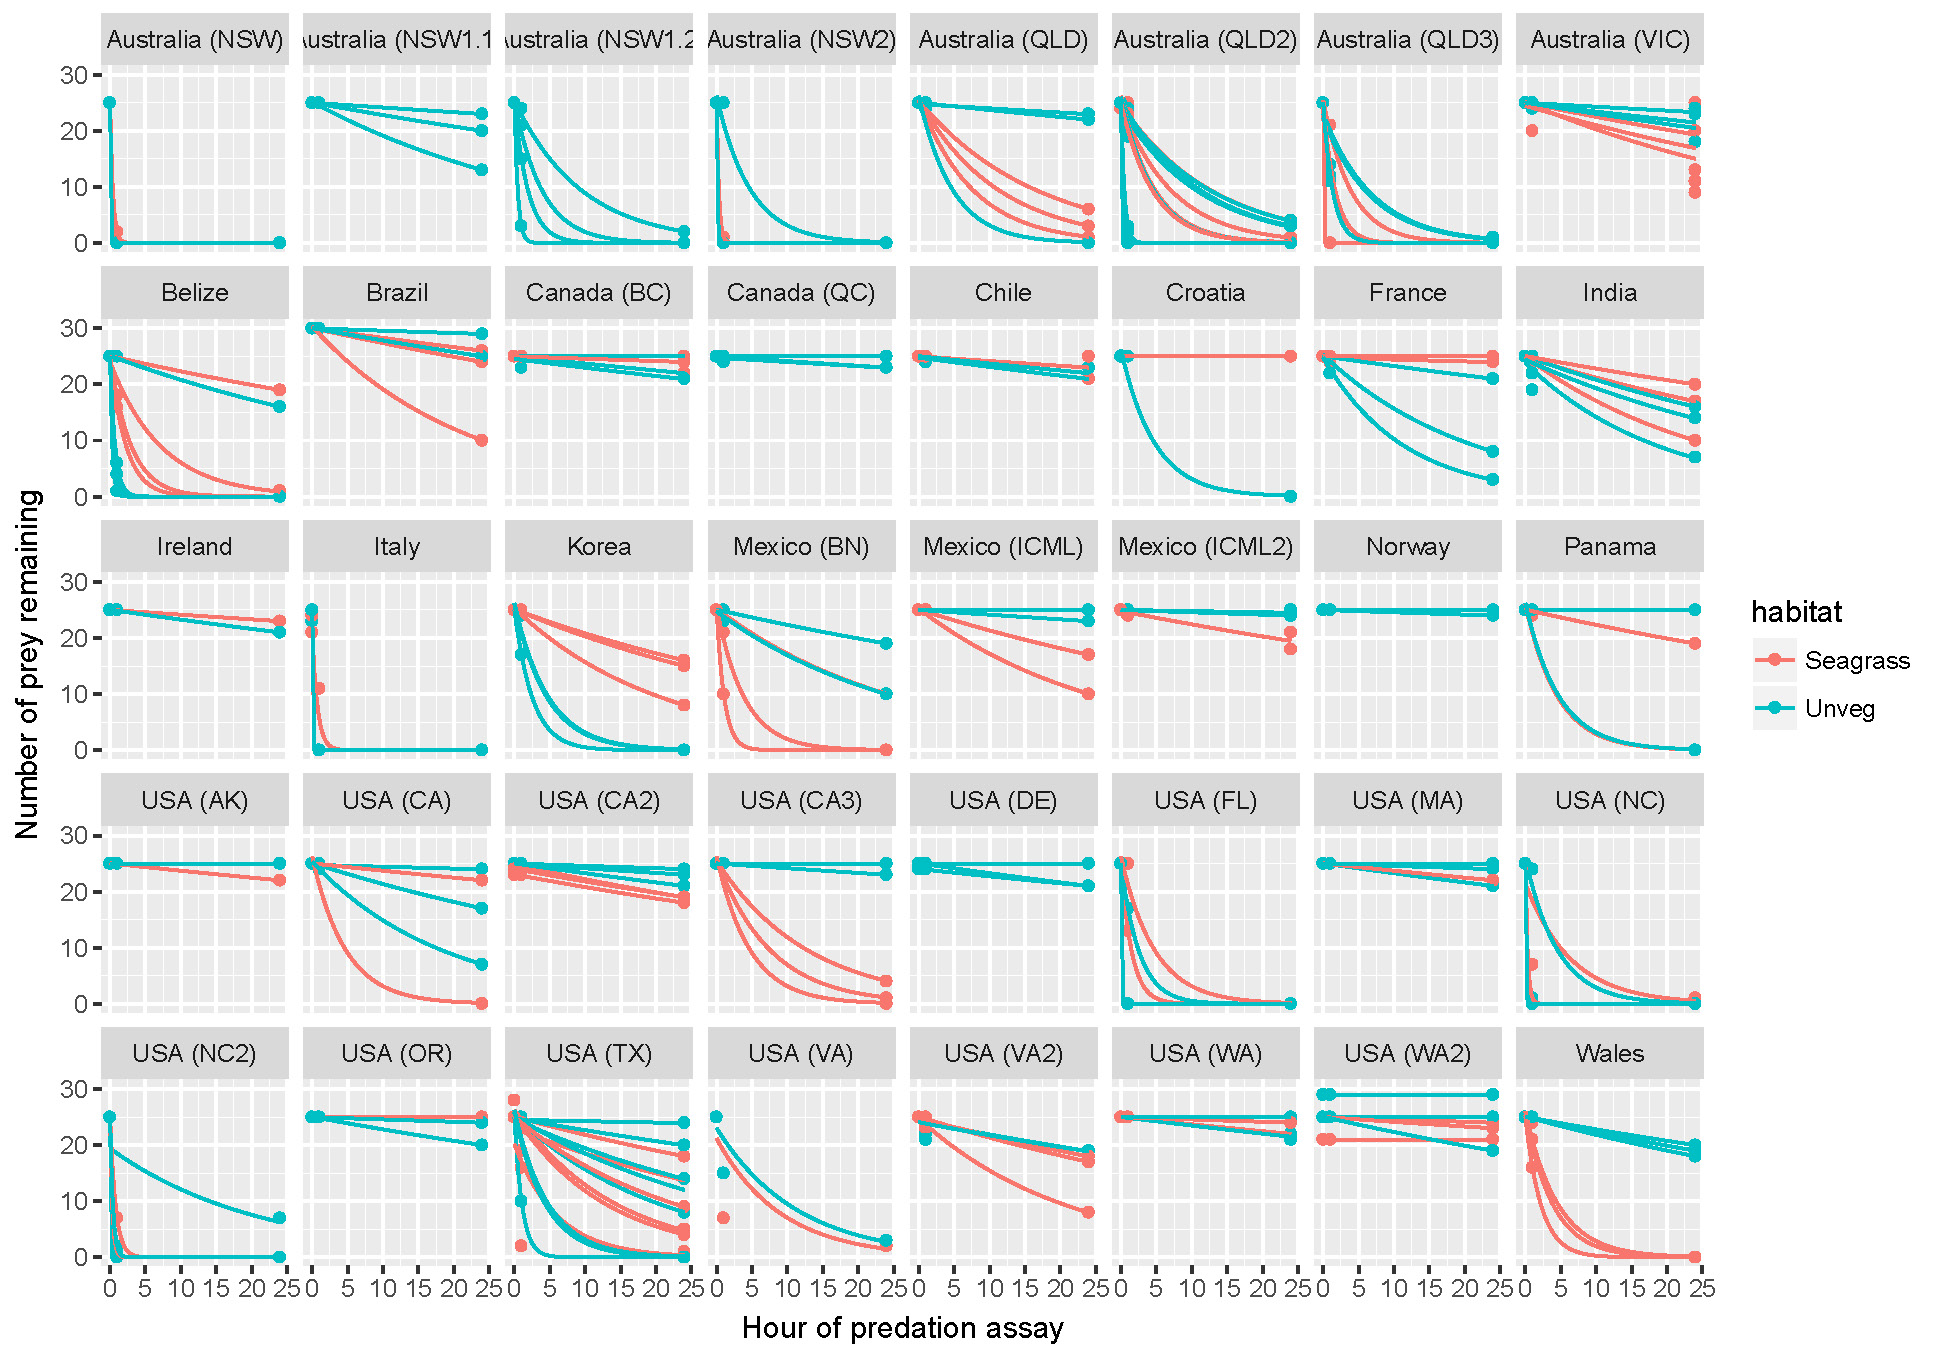 Australia (NSW) Australia (NSW1.1 Australia (NSW1.2 Australia (NSW2) Australia (QLD) Australia (QLD2) Australia (QLD3) Australia (VIC)
30
20
10
0
Belize Brazil Canada (BC) Canada (QC) Chile Croatia France India
30
20
10
0
Ireland Italy Korea Mexico (BN) Mexico (ICML) Mexico (ICML2) Norway Panama
30
20
10
0
USA (AK) USA (CA) USA (CA2) USA (CA3) USA (DE) USA (FL) USA (MA) USA (NC)
30
20
10
0
USA (NC2) USA (OR) USA (TX) USA (VA) USA (VA2) USA (WA) USA (WA2) Wales
30
20
10
0
0 5 10 15 20 25 0 5 10 15 20 25 0 5 10 15 20 25 0 5 10 15 20 25 0 5 10 15 20 25 0 5 10 15 20 25 0 5 10 15 20 25 0 5 10 15 20 25
Hour of predation assay
Number of prey remaining
habitat
Seagrass
Unveg